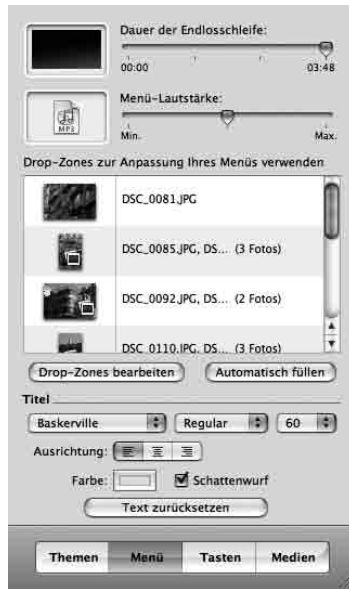 Dauer der Endlosschleife:
00:00 03:48
MP3
Menü-Lautstärke:
Min. Max.
Drop-Zones zur Anpassung Ihres Menüs verwenden
DSC_0081.JPG
DSC_0085.JPG, DS... (3 Fotos)
DSC_0092.JPG, DS... (2 Fotos)
DSC_0110.JPG, DS... (3 Fotos)
Drop-Zones bearbeiten Automatisch füllen
Titel
Baskerville Regular 60
Ausrichtung:
Farbe: Schattenwurf
Text zurücksetzen
Themen Menü Tasten Medien